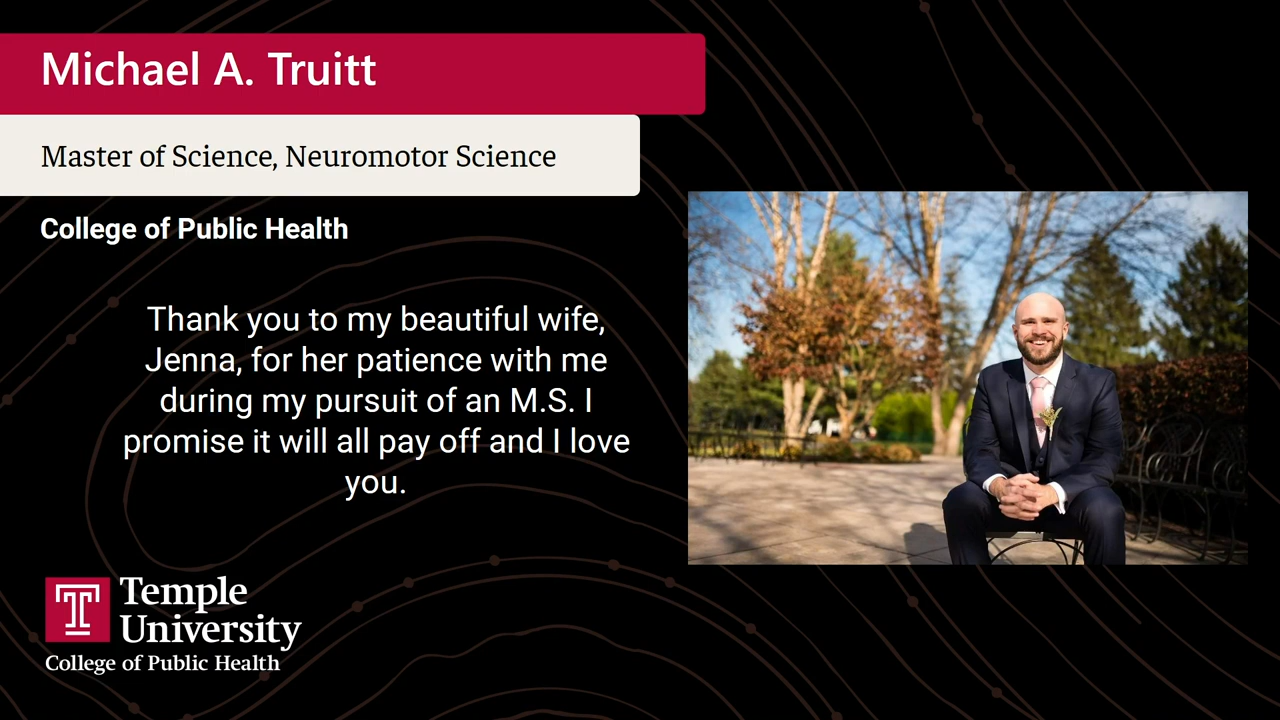 Michael A. Truitt
Master of Science, Neuromotor Science
College of Public Health
Thank you to my beautiful wife,
Jenna, for her patience with me
during my pursuit of an M.S. I
promise it will all pay off and I love
you.
T
Temple
University
College of Public Health